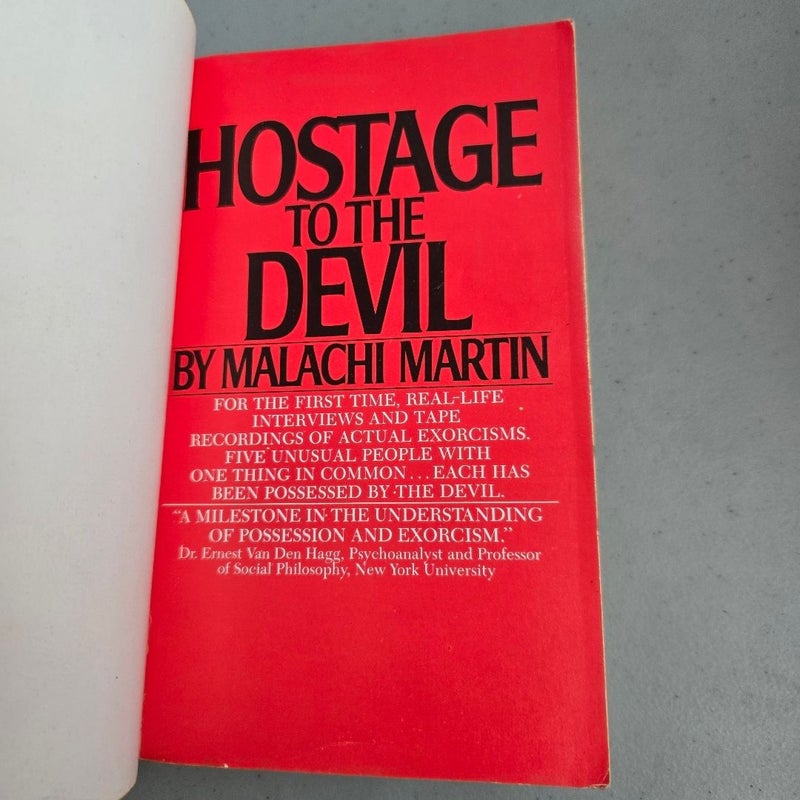 HOSTAGE
TO THE
DEVIL
BY MALACHI MARTIN
FOR THE FIRST TIME, REAL-LIFE
INTERVIEWS AND TAPE
RECORDINGS OF ACTUAL EXORCISMS.
FIVE UNUSUAL PEOPLE WITH
ONE THING IN COMMON...EACH HAS
BEEN POSSESSED BY THE DEVIL.
"A MILESTONE IN THE UNDERSTANDING
OF POSSESSION AND EXORCISM."
Dr. Ernest Van Den Hagg, Psychoanalyst and Professor
of Social Philosophy, New York University